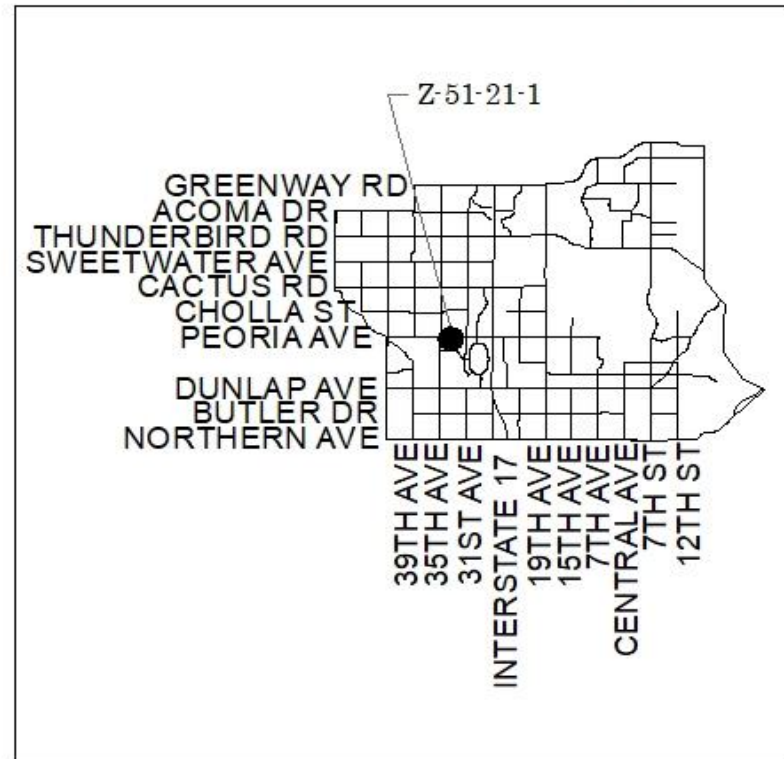 Z-51-21-1
GREENWAY RD
ACOMA DR
THUNDERBIRD RD
SWEETWATER AVE
CACTUS RD
CHOLLA ST
PEORIA AVE
DUNLAP AVE
BUTLER DR
NORTHERN AVE
39TH AVE
35TH AVE
31ST AVE
INTERSTATE 17
19TH AVE
15TH AVE
7TH AVE
CENTRAL AVE
7TH ST
12TH ST